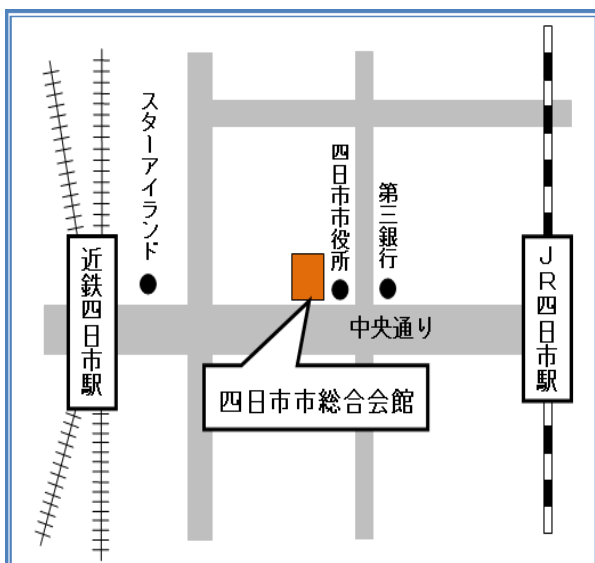 スターアイランド
四日市市役所
第三銀行
近鉄四日市駅
JR四日市駅
中央通り
四日市市総合会館